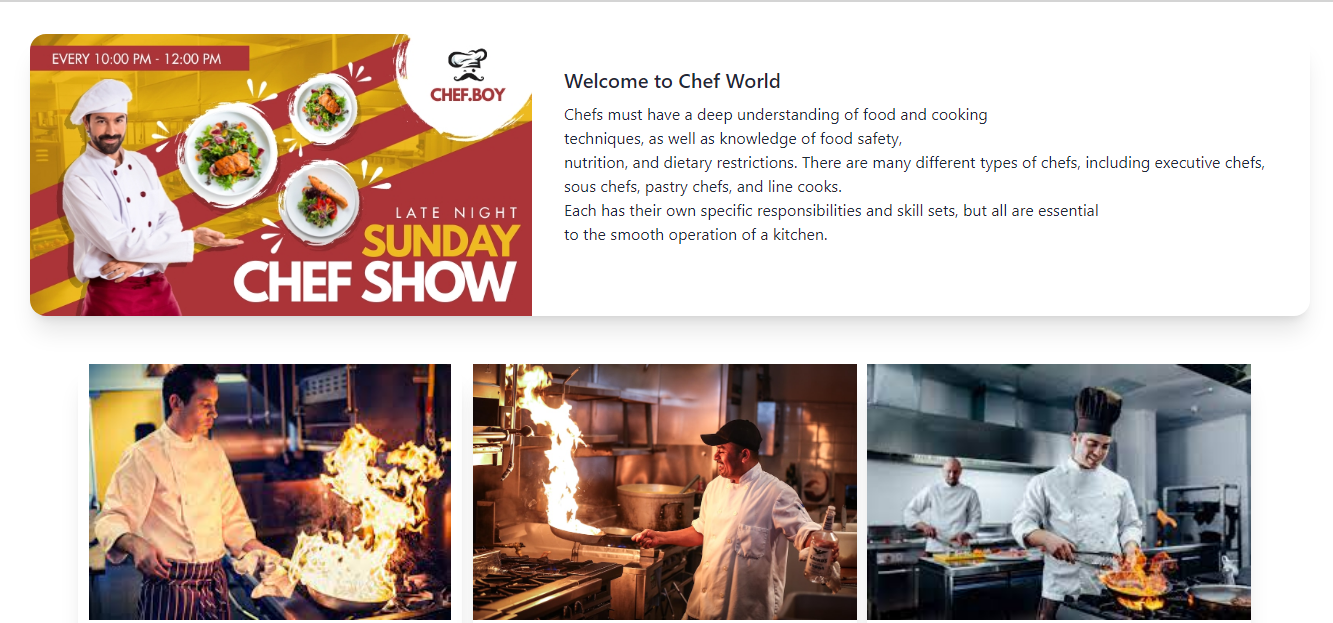 EVERY 10:00 PM - 12:00 PM
CHEF.BOY
LATE NIGHT
SUNDAY
CHEF SHOW
Welcome to Chef World
Chefs must have a deep understanding of food and cooking
techniques, as well as knowledge of food safety,
nutrition, and dietary restrictions. There are many different types of chefs, including executive chefs,
sous chefs, pastry chefs, and line cooks.
Each has their own specific responsibilities and skill sets, but all are essential
to the smooth operation of a kitchen.